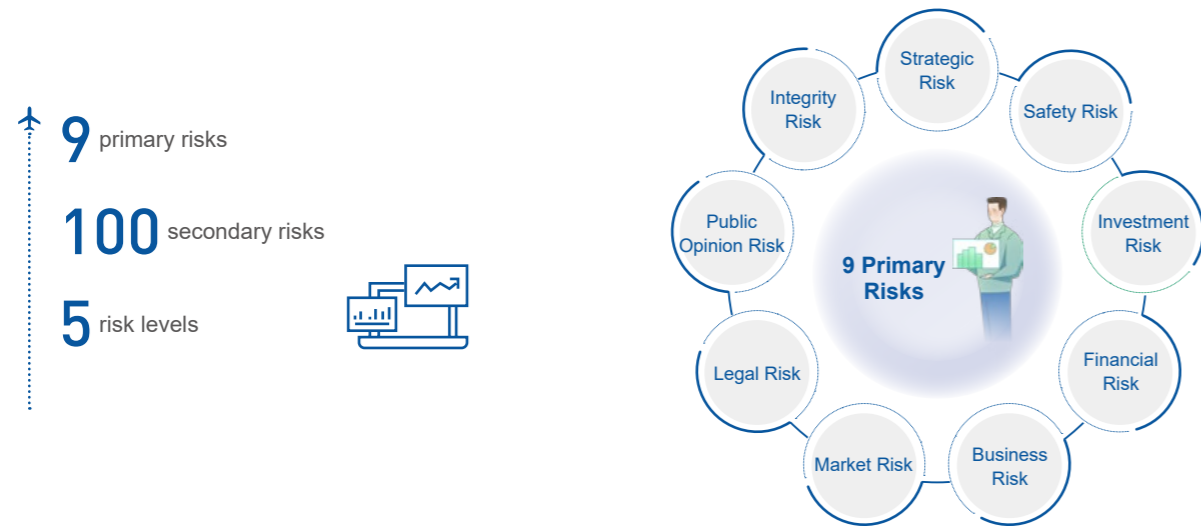 9 primary risks
100 secondary risks
5 risk levels
Strategic
Risk
Safety Risk
Investment
Risk
Financial
Risk
Business
Risk
Market Risk
Legal Risk
Public
Opinion Risk
Integrity
Risk
9 Primary
Risks